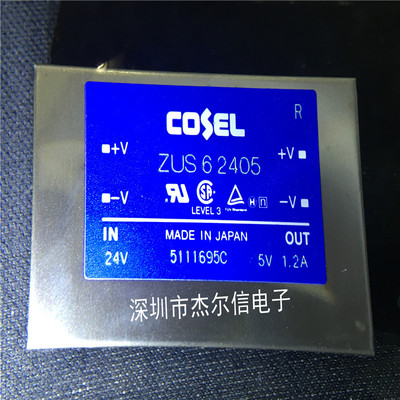 R
COSEL
+V +V
ZUS 6 2405
-V -V
LEVEL 3
IN MADE IN JAPAN OUT
24V 5111695C 5V 1.2A
深圳市杰尔信电子